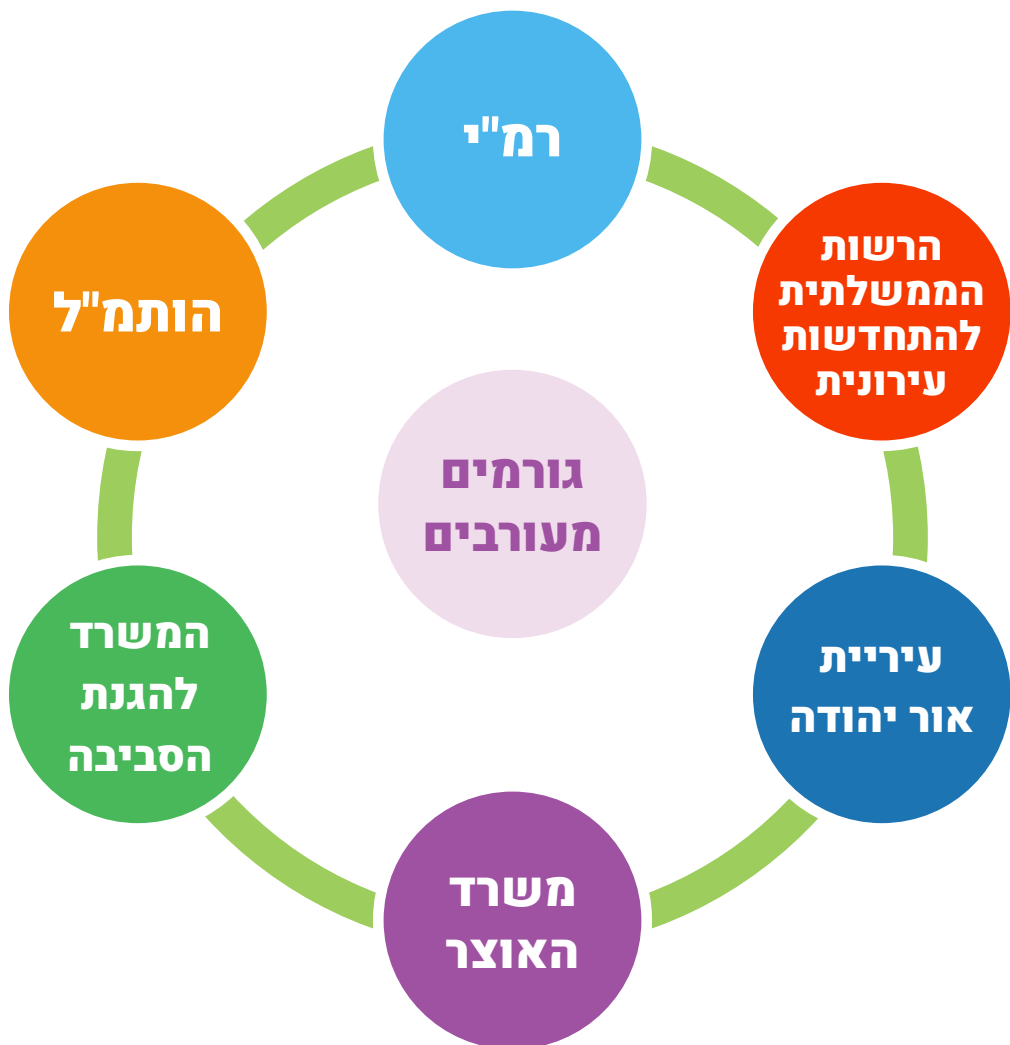 רמ"י
הרשות
הממשלתית
להתחדשות
עירונית
הותמ"ל
גורמים
מעורבים
עיריית
אור יהודה
המשרד
להגנת
הסביבה
משרד
האוצר